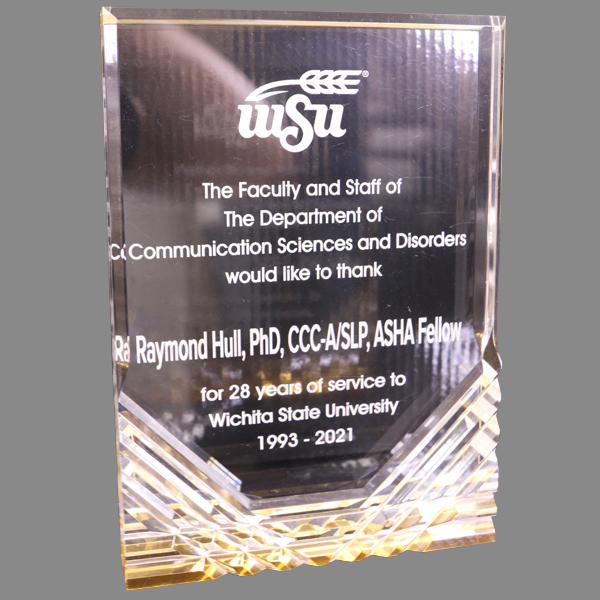 wsu®
The Faculty and Staff of
The Department of
Communication Sciences and Disorders
would like to thank
Raymond Hull, PhD, CCC-A/SLP, ASHA Fellow
for 28 years of service to
Wichita State University
1993 - 2021